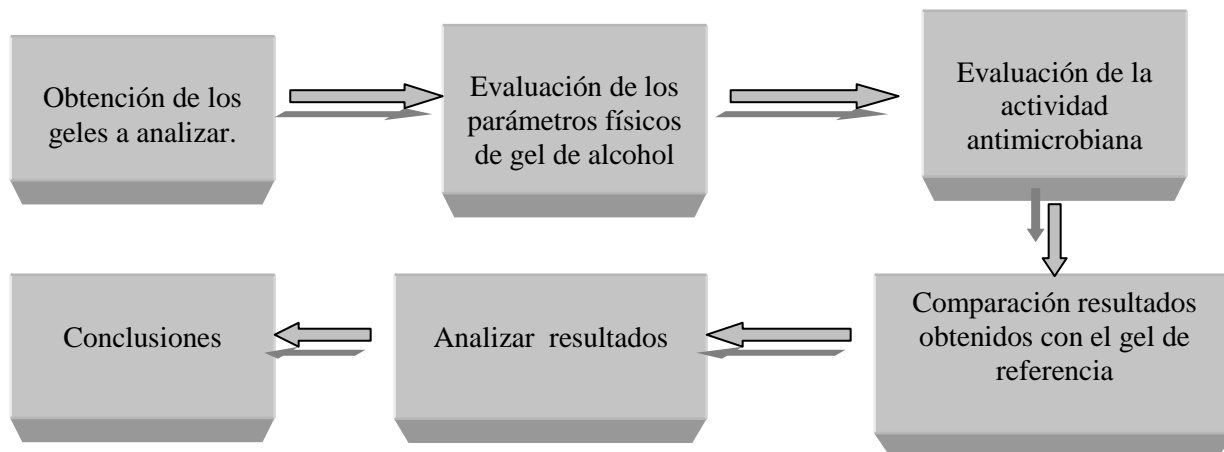 Obtención de los
geles a analizar.
Evaluación de los
parámetros físicos
de gel de alcohol
Evaluación de la
actividad
antimicrobiana
Comparación resultados
obtenidos con el gel de
referencia
Analizar resultados
Conclusiones